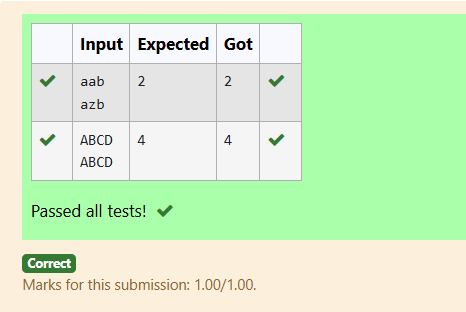 Input Expected Got
aab 2 2
azb
ABCD 4 4
ABCD
Passed all tests!
Correct
Marks for this submission: 1.00/1.00.